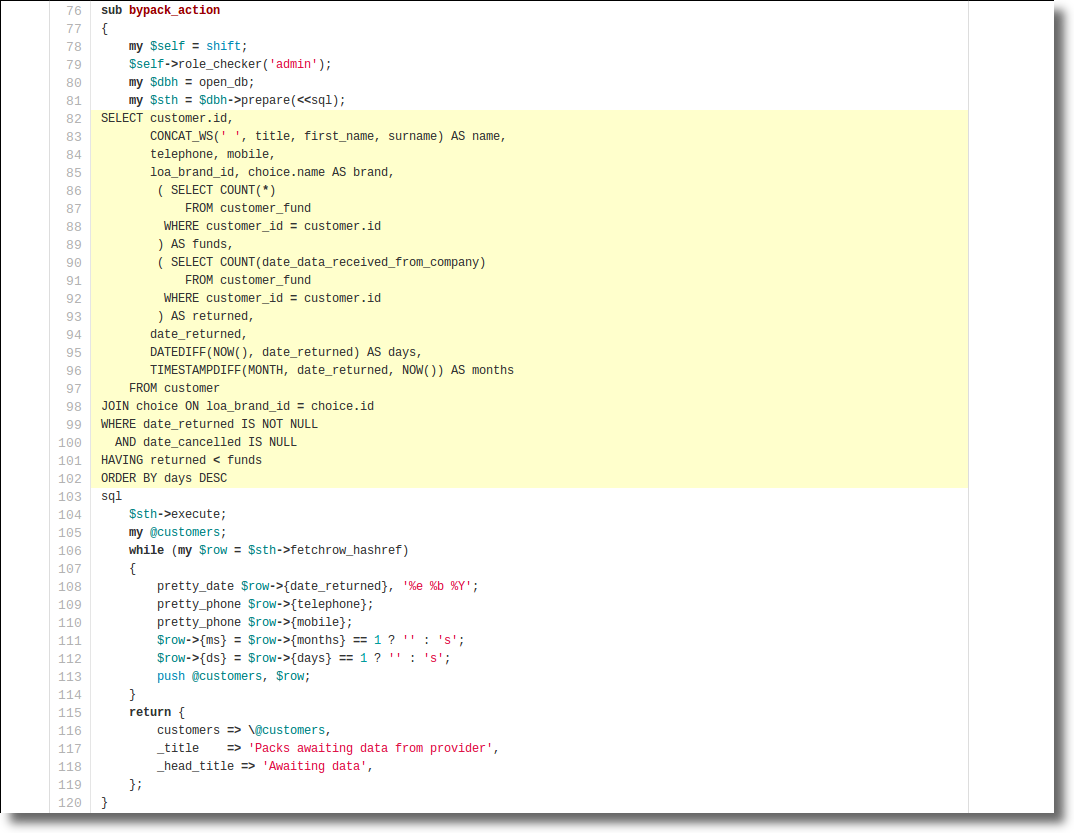 76 sub bypack_action
77 {
78     my $self = shift;
79     $self->role_checker('admin');
80     my $dbh = open_db;
81     my $sth = $dbh->prepare(<<sql);
82 SELECT customer.id,
83        CONCAT_WS(' ', title, first_name, surname) AS name,
84        telephone, mobile,
85        loa_brand_id, choice.name AS brand,
86         ( SELECT COUNT(*)
87             FROM customer_fund
88          WHERE customer_id = customer.id
89         ) AS funds,
90         ( SELECT COUNT(date_data_received_from_company)
91             FROM customer_fund
92          WHERE customer_id = customer.id
93         ) AS returned,
94        date_returned,
95        DATEDIFF(NOW(), date_returned) AS days,
96        TIMESTAMPDIFF(MONTH, date_returned, NOW()) AS months
97     FROM customer
98 JOIN choice ON loa_brand_id = choice.id
99 WHERE date_returned IS NOT NULL
100   AND date_cancelled IS NULL
101 HAVING returned < funds
102 ORDER BY days DESC
103 sql
104     $sth->execute;
105     my @customers;
106     while (my $row = $sth->fetchrow_hashref)
107     {
108         pretty_date $row->{date_returned}, '%e %b %Y';
109         pretty_phone $row->{telephone};
110         pretty_phone $row->{mobile};
111         $row->{ms} = $row->{months} == 1 ? '' : 's';
112         $row->{ds} = $row->{days} == 1 ? '' : 's';
113         push @customers, $row;
114     }
115     return {
116         customers => \@customers,
117         _title    => 'Packs awaiting data from provider',
118         _head_title => 'Awaiting data',
119     };
120 }